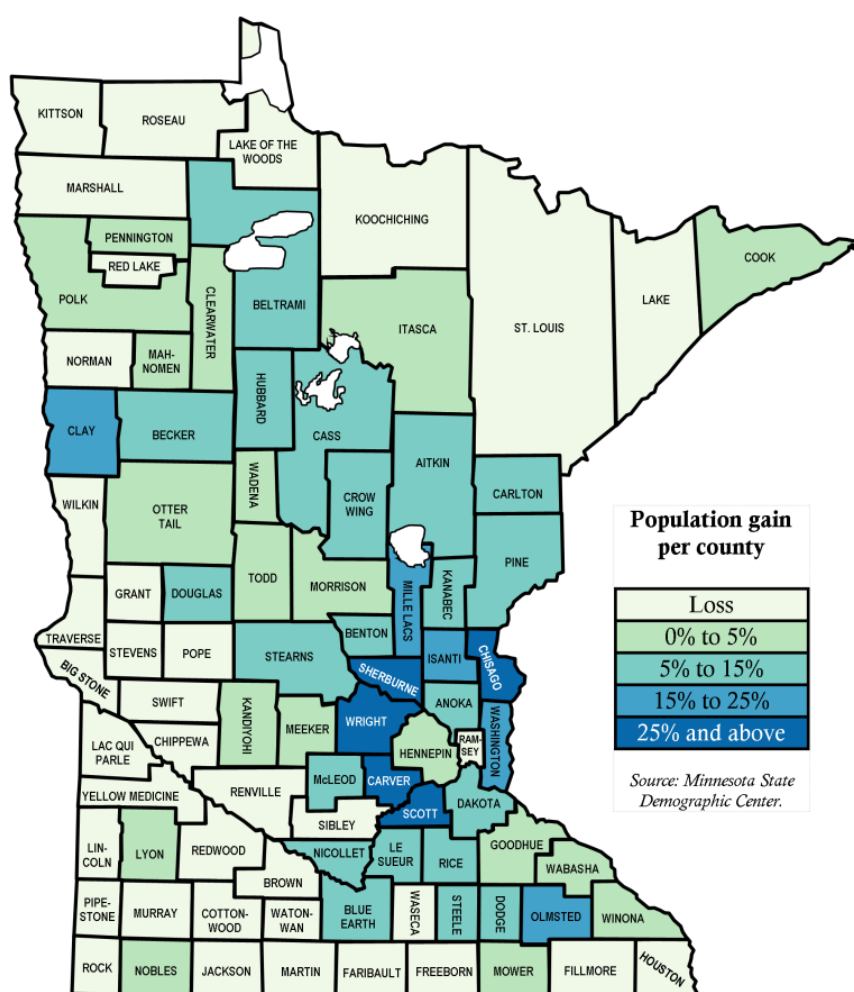 KITTSON
ROSEAU
LAKE OF THE
WOODS
MARSHALL
KOOCHICHING
PENNINGTON
RED LAKE
POLK
CLEARWATER
BELTRAMI
ITASCA
ST. LOUIS
LAKE
COOK
NORMAN
MAH-
NOMEN
HUBBARD
CLAY
BECKER
CASS
AITKIN
WADENA
CROW
WING
CARLTON
WILKIN
OTTER
TAIL
PINE
GRANT
DOUGLAS
TODD
MORRISON
MILLE LACS
KANABEC
TRAVERSE
STEVENS
POPE
STEARNS
BENTON
ISANTI
CHISAGO
BIG STONE
SHERBURNE
SWIFT
KANDIYOHI
MEEKER
WRIGHT
ANOKA
WASHINGTON
LAC QUI
PARLE
CHIPPEWA
HENNEPIN
RAM-
SEY
YELLOW MEDICINE
RENVILLE
McLEOD
CARVER
SCOTT
DAKOTA
SIBLEY
LIN-
COLN
LYON
REDWOOD
NICOLLET
LE
SUEUR
RICE
GOODHUE
WABASHA
BROWN
PIPE-
STONE
MURRAY
COTTON-
WOOD
WATON-
WAN
BLUE
EARTH
WASECA
STEELE
DODGE
OLMSTED
WINONA
ROCK
NOBLES
JACKSON
MARTIN
FARIBAULT
FREEBORN
MOWER
FILLMORE
HOUSTON
Population gain
per county
Loss
0% to 5%
5% to 15%
15% to 25%
25% and above
Source: Minnesota State
Demographic Center.